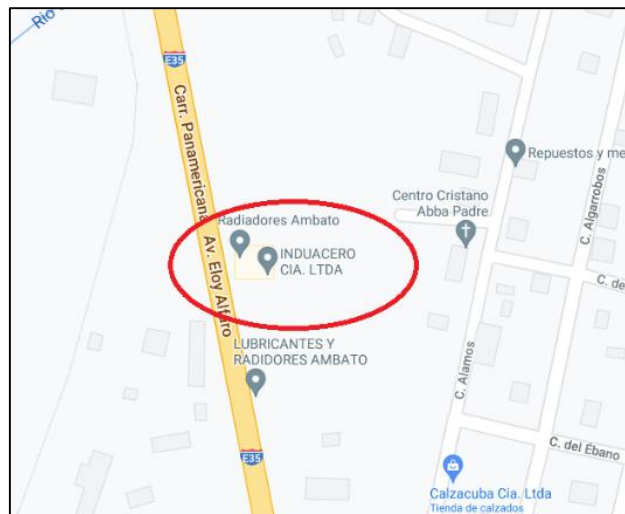 Rio
E35
Carr. Panamericana
Av. Eloy Alfaro
Repuestos y me
C. Algarrobos
Centro Cristano
Abba Padre
Radiadores Ambato
INDUACERO
CIA. LTDA
C. de
LUBRICANTES Y
RADIDORES AMBATO
C. Alamos
C. del Ébano
E35
Calzacuba Cia. Ltda
Tienda de calzados